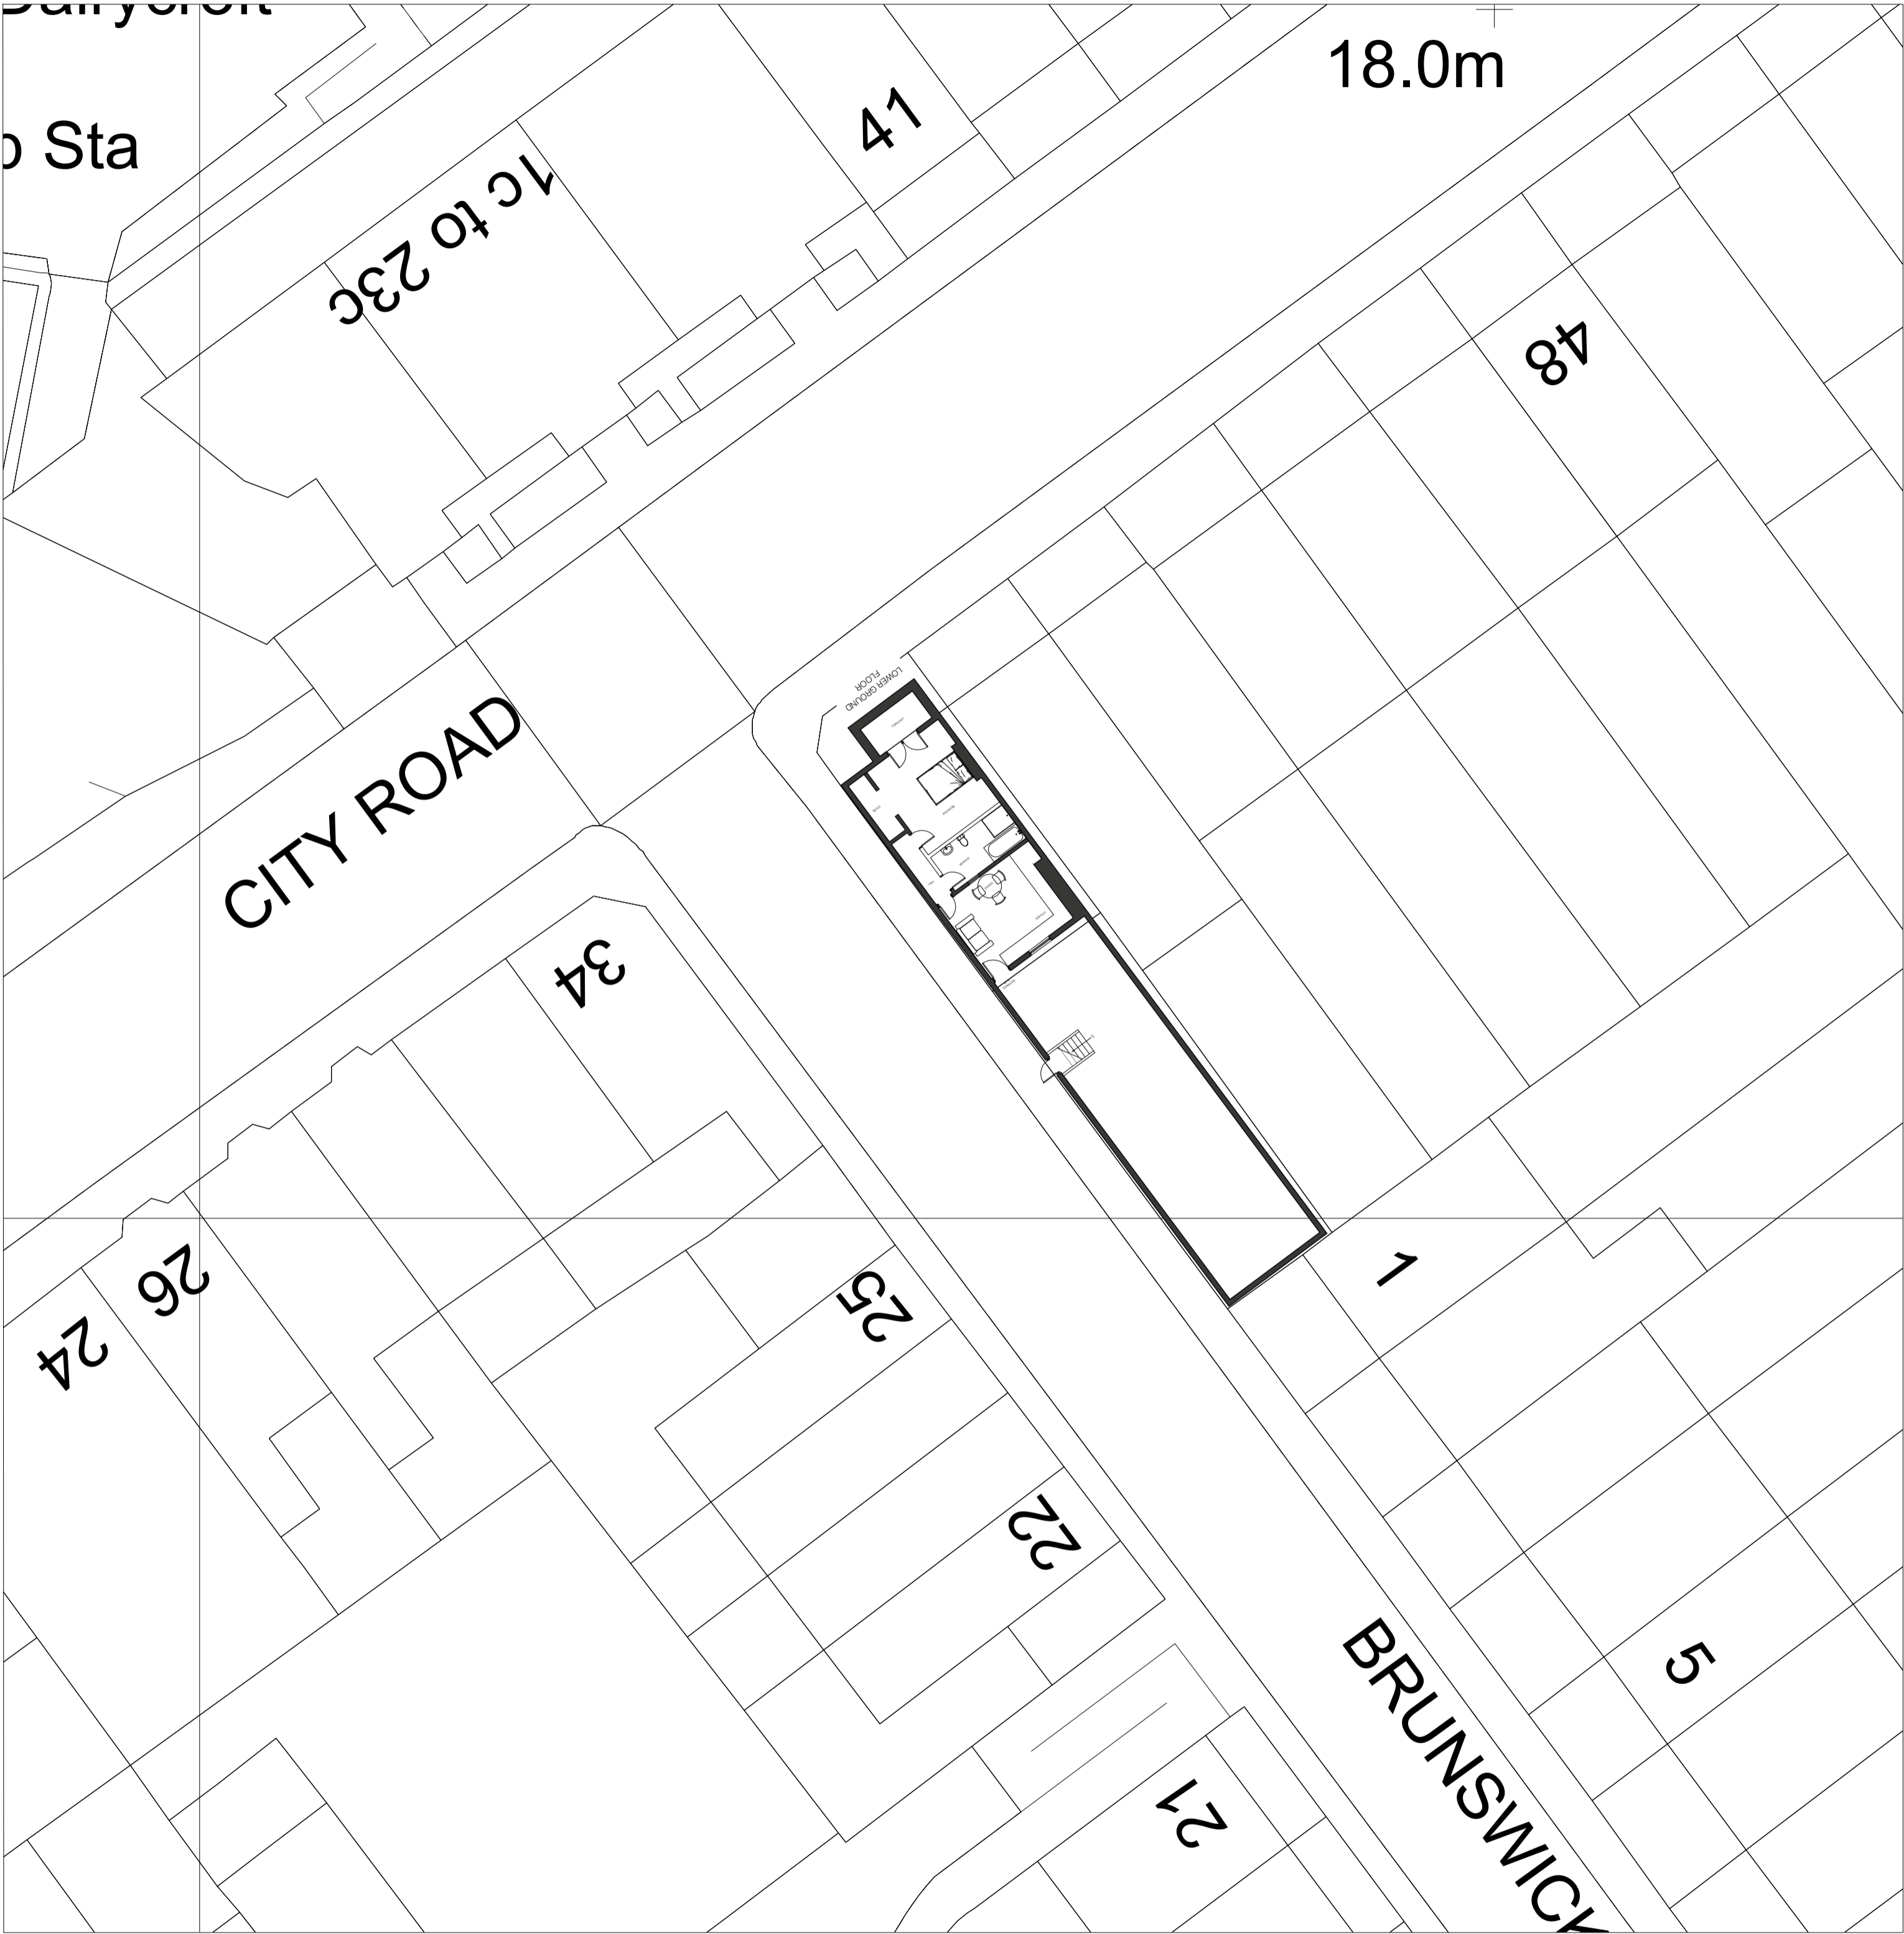 18.0m
o Sta
41
1c to 23c
48
LOWER GROUND
FLOOR
CITY ROAD
34
26
24
25
1
22
5
BRUNSWICK
21